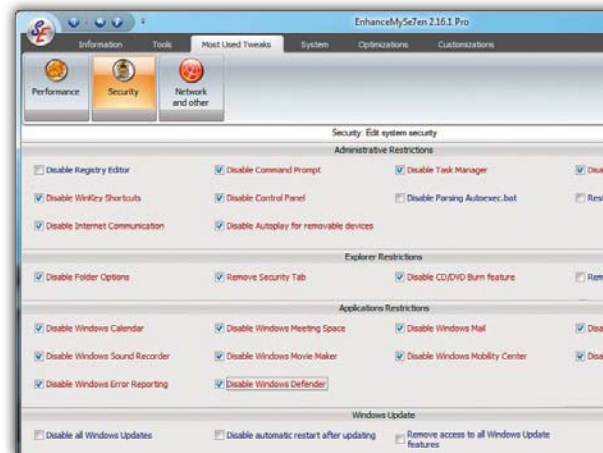 EnhanceMySe7en 2.16.1 Pro
Information Tools Most Used Tweaks System Optimizations Customizations
Performance Security Network and other
Security: Edit system security
Administrative Restrictions
Disable Registry Editor Disable Command Prompt Disable Task Manager Disa
Disable WinKey Shortcuts Disable Control Panel Disable Parsing Autoexec.bat Rest
Disable Internet Communication Disable Autoplay for removable devices
Explorer Restrictions
Disable Folder Options Remove Security Tab Disable CD/DVD Burn feature Rem
Applications Restrictions
Disable Windows Calendar Disable Windows Meeting Space Disable Windows Mail Disa
Disable Windows Sound Recorder Disable Windows Movie Maker Disable Windows Mobility Center Disa
Disable Windows Error Reporting Disable Windows Defender
Windows Update
Disable all Windows Updates Disable automatic restart after updating Remove access to all Windows Update
features